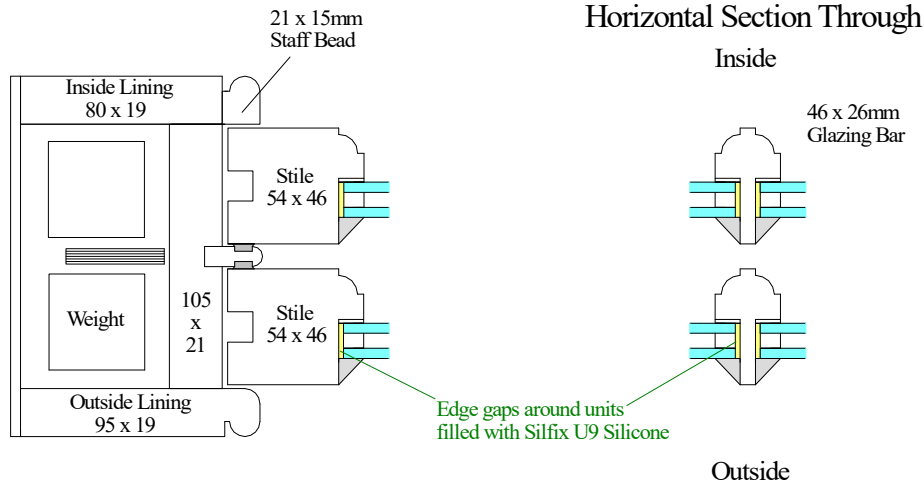 Horizontal Section Through
Inside
21 x 15mm
Staff Bead
Inside Lining
80 x 19
46 x 26mm
Glazing Bar
Stile
54 x 46
Weight
105
x
21
Stile
54 x 46
Outside Lining
95 x 19
Edge gaps around units
filled with Silfix U9 Silicone
Outside